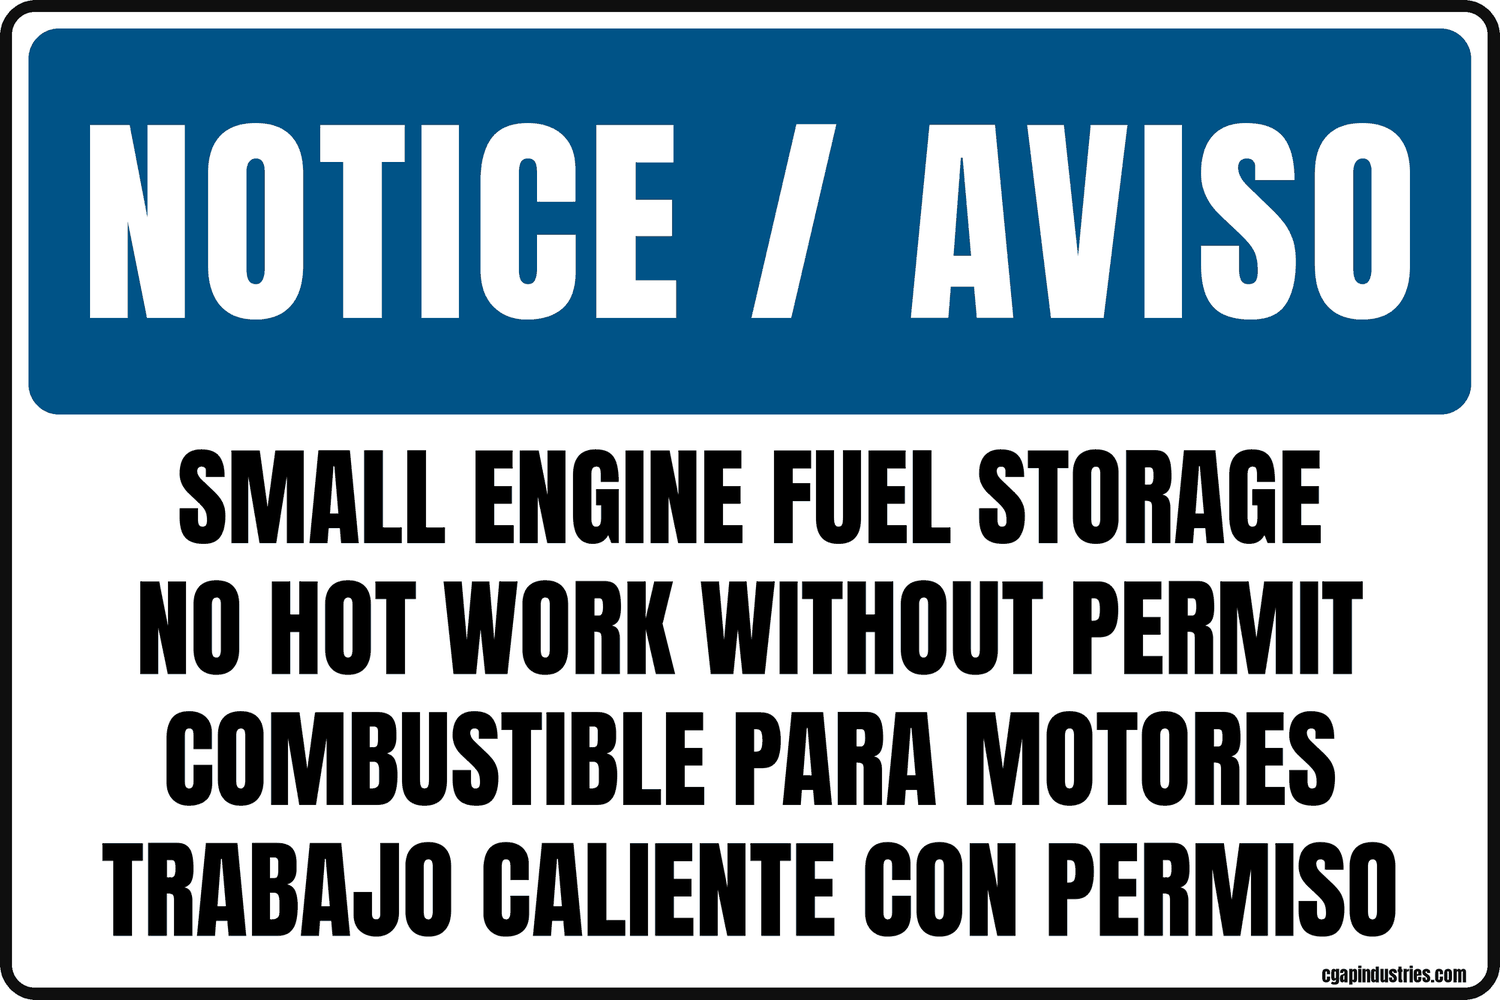 NOTICE / AVISO
SMALL ENGINE FUEL STORAGE
NO HOT WORK WITHOUT PERMIT
COMBUSTIBLE PARA MOTORES
TRABAJO CALIENTE CON PERMISO
cgapindustries.com